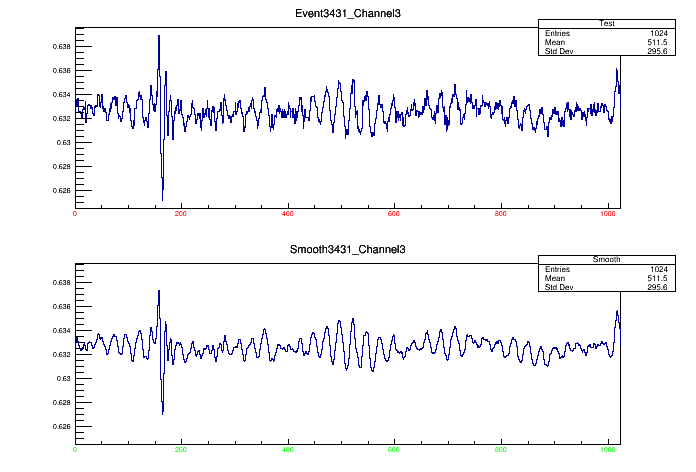 Event3431_Channel3
Test
Entries 1024
Mean 511.5
Std Dev 295.6
0.638
0.636
0.634
0.632
0.63
0.628
0.626
0 200 400 600 800 1000
Smooth3431_Channel3
Smooth
Entries 1024
Mean 511.5
Std Dev 295.6
0.638
0.636
0.634
0.632
0.63
0.628
0.626
0 200 400 600 800 1000